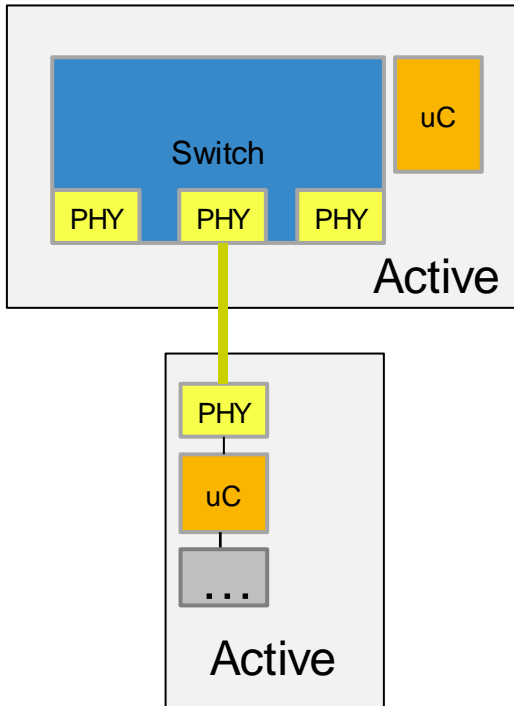 Switch
uC
PHY PHY PHY
Active
PHY
uC
...
Active